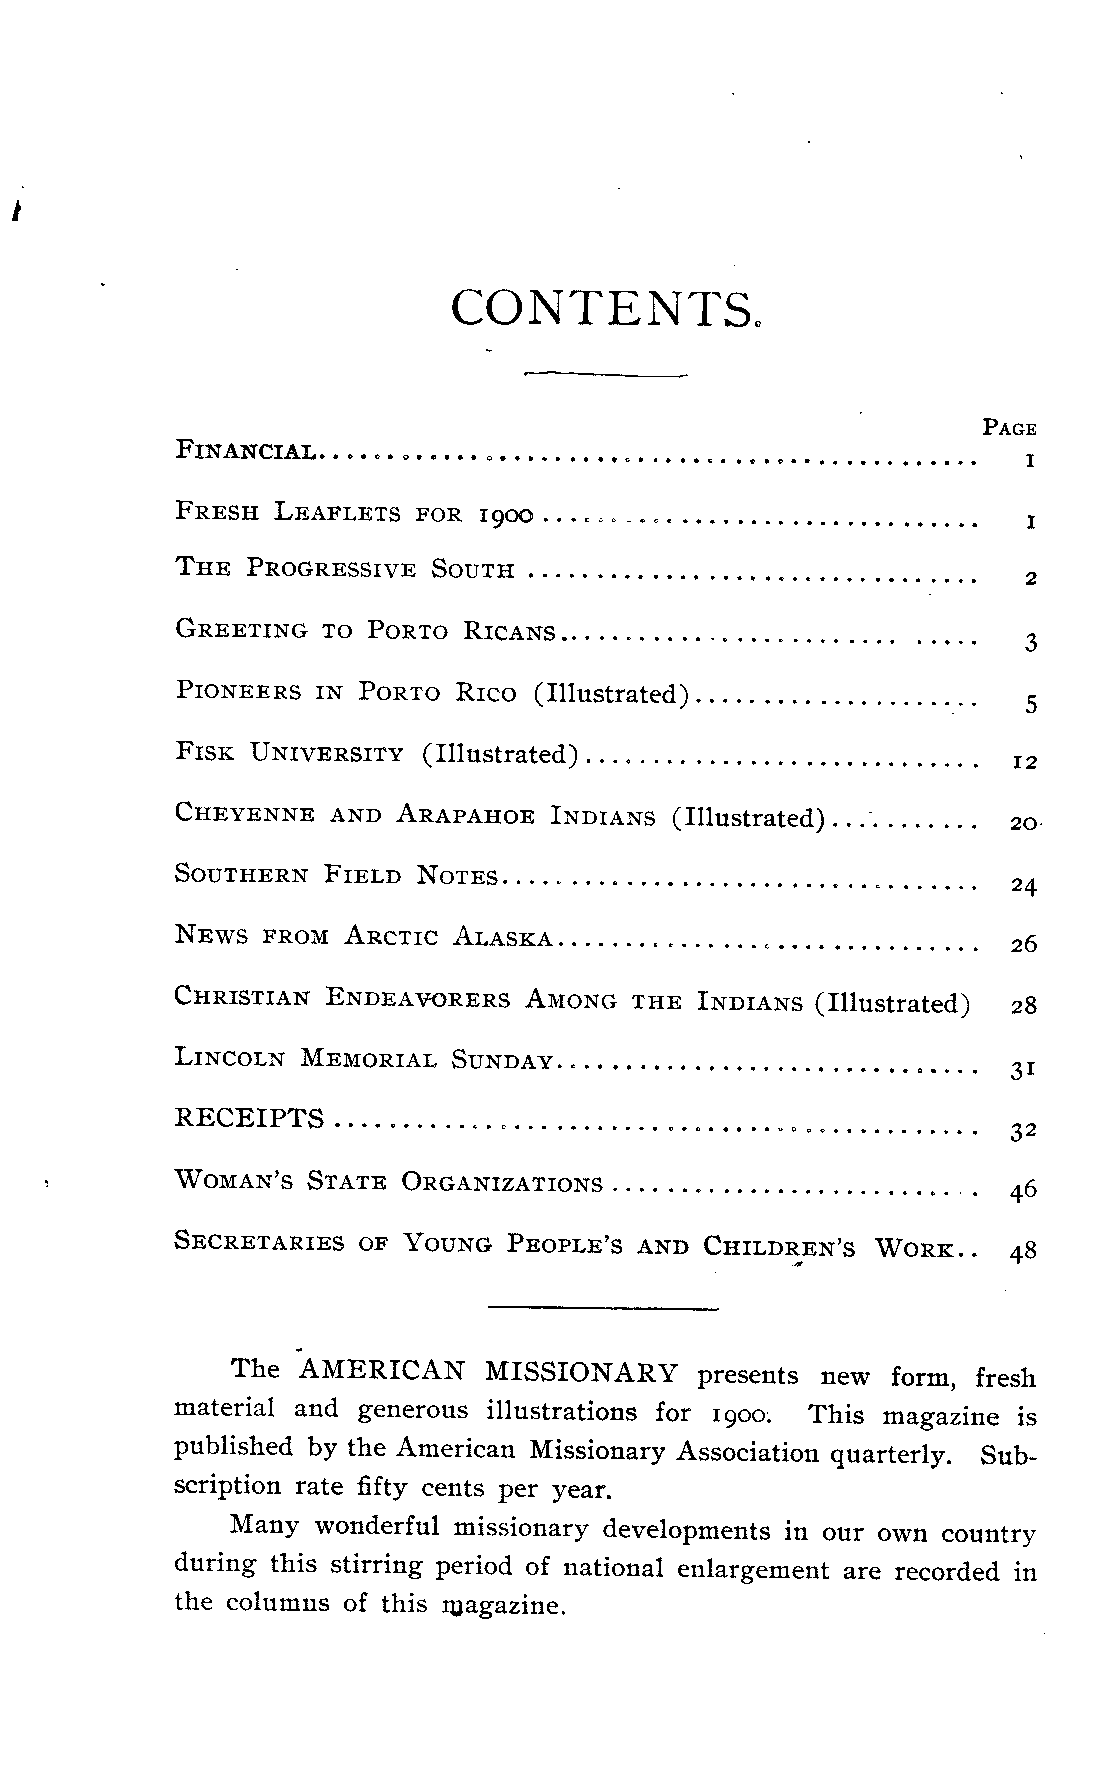 CONTENTS.
PAGE
FINANCIAL................................................ 1
FRESH LEAFLETS FOR 1900 ................................ 1
THE PROGRESSIVE SOUTH ................................. 2
GREETING TO PORTO RICANS.............................. 3
PIONEERS IN PORTO RICO (Illustrated)..................... 5
FISK UNIVERSITY (Illustrated)............................. 12
CHEYENNE AND ARAPAHOE INDIANS (Illustrated)........... 20
SOUTHERN FIELD NOTES................................... 24
NEWS FROM ARCTIC ALASKA............................... 26
CHRISTIAN ENDEAVORERS AMONG THE INDIANS (Illustrated) 28
LINCOLN MEMORIAL SUNDAY............................... 31
RECEIPTS ............................................... 32
WOMAN'S STATE ORGANIZATIONS ........................... 46
SECRETARIES OF YOUNG PEOPLE'S AND CHILDREN'S WORK.. 48
The AMERICAN MISSIONARY presents new form, fresh
material and generous illustrations for 1900. This magazine is
published by the American Missionary Association quarterly. Sub-
scription rate fifty cents per year.
Many wonderful missionary developments in our own country
during this stirring period of national enlargement are recorded in
the columns of this magazine.